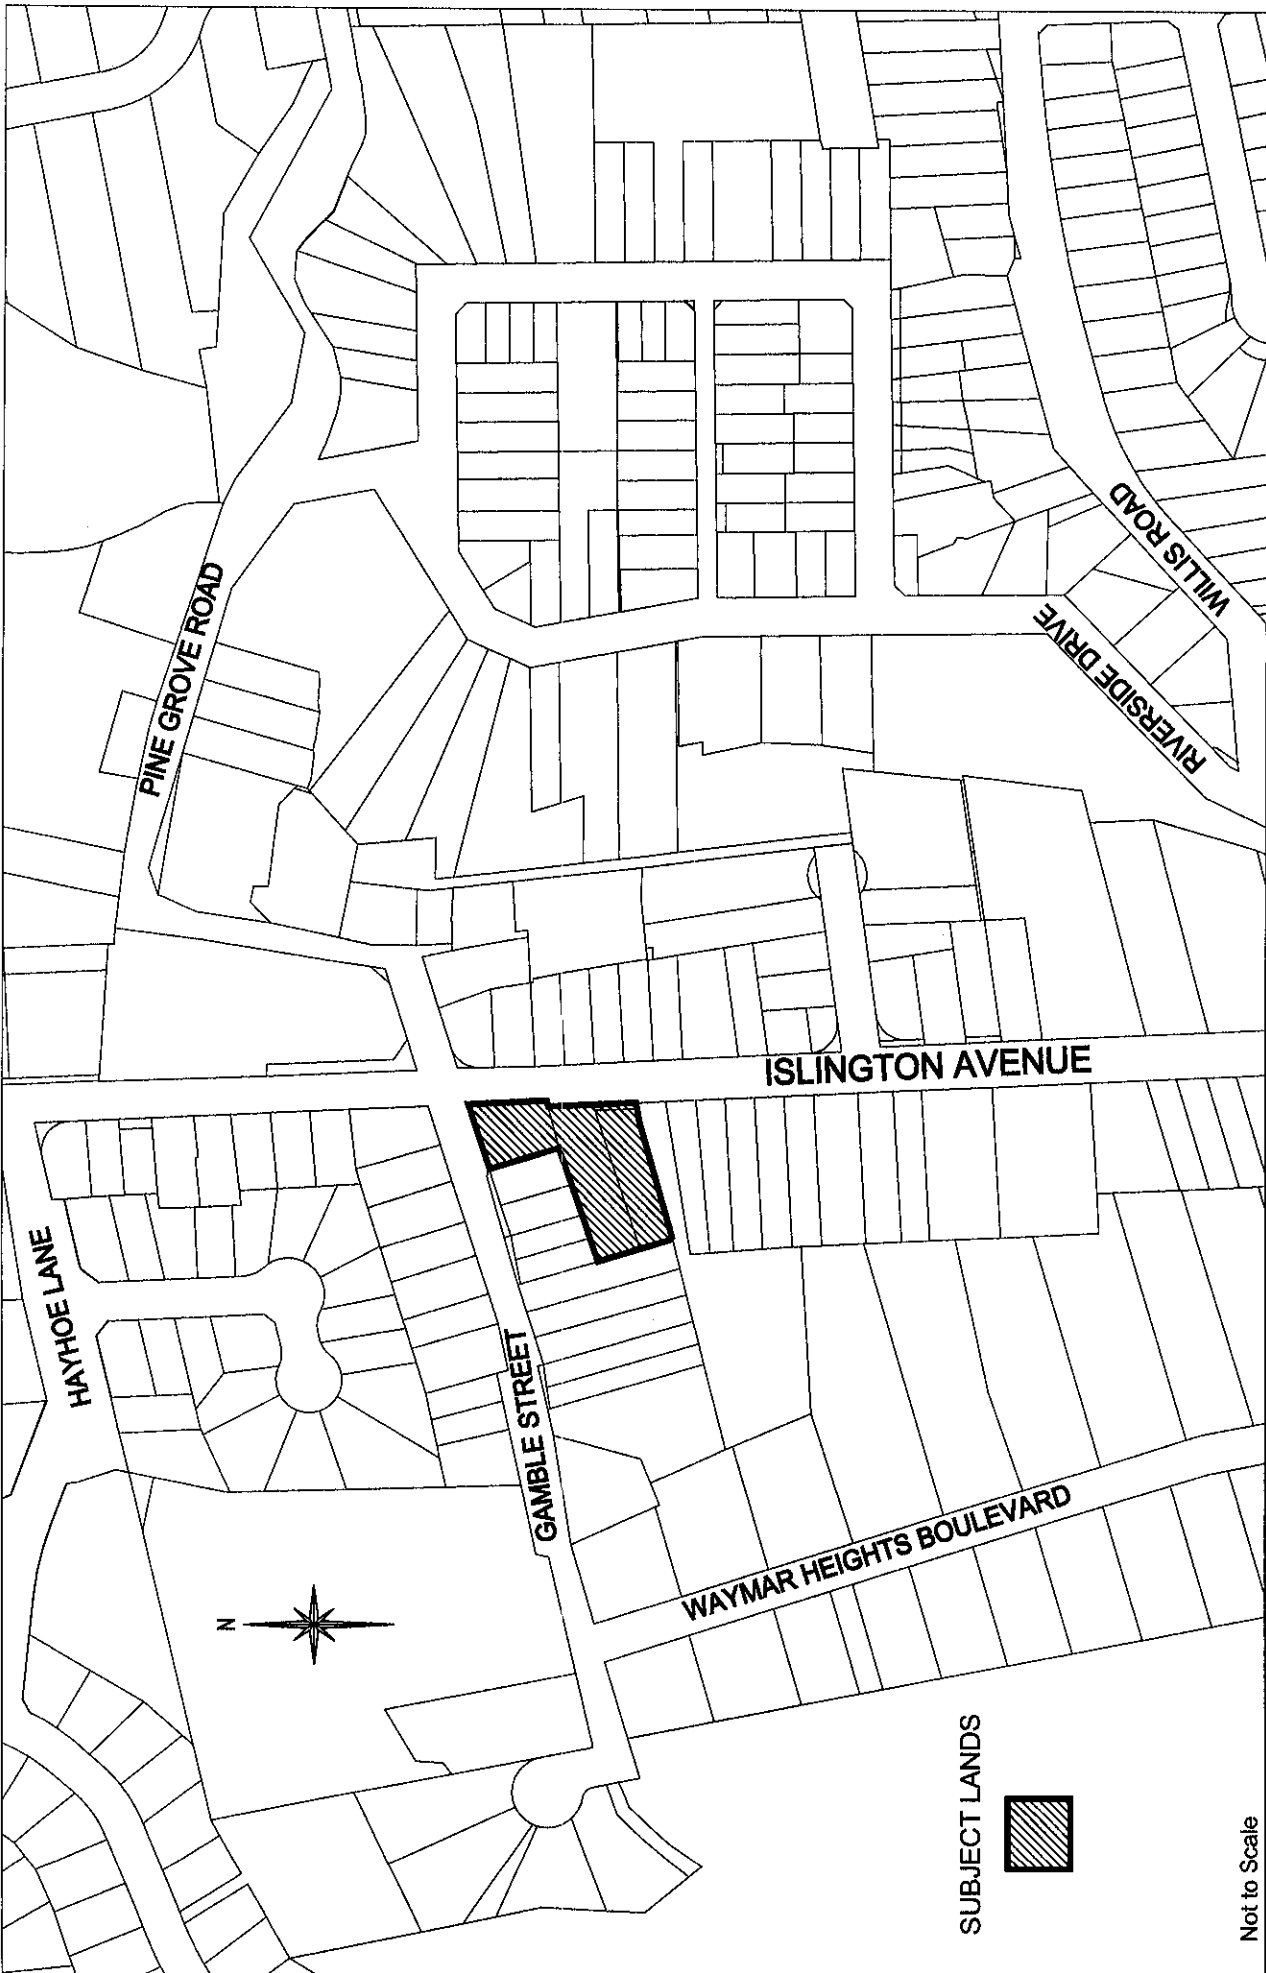 PINE GROVE ROAD
WILLIS ROAD
RIVERSIDE DRIVE
ISLINGTON AVENUE
HAYHOE LANE
GAMBLE STREET
WAYMAR HEIGHTS BOULEVARD
N
SUBJECT LANDS
Not to Scale